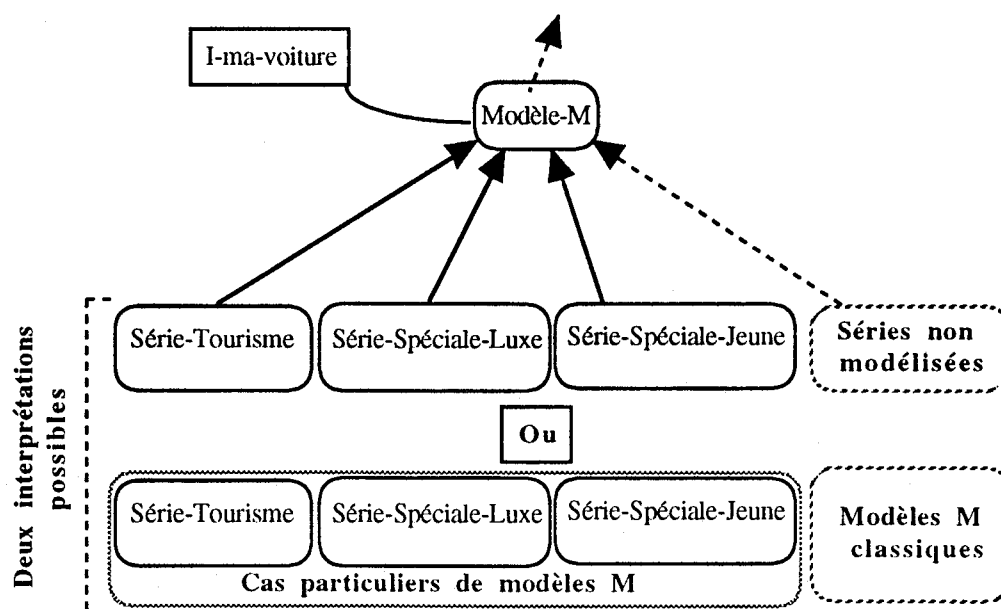 I-ma-voiture
Modèle-M
Deux interprétations
possibles
Série-Tourisme
Série-Spéciale-Luxe
Série-Spéciale-Jeune
Séries non
modélisées
Ou
Série-Tourisme
Série-Spéciale-Luxe
Série-Spéciale-Jeune
Modèles M
classiques
Cas particuliers de modèles M